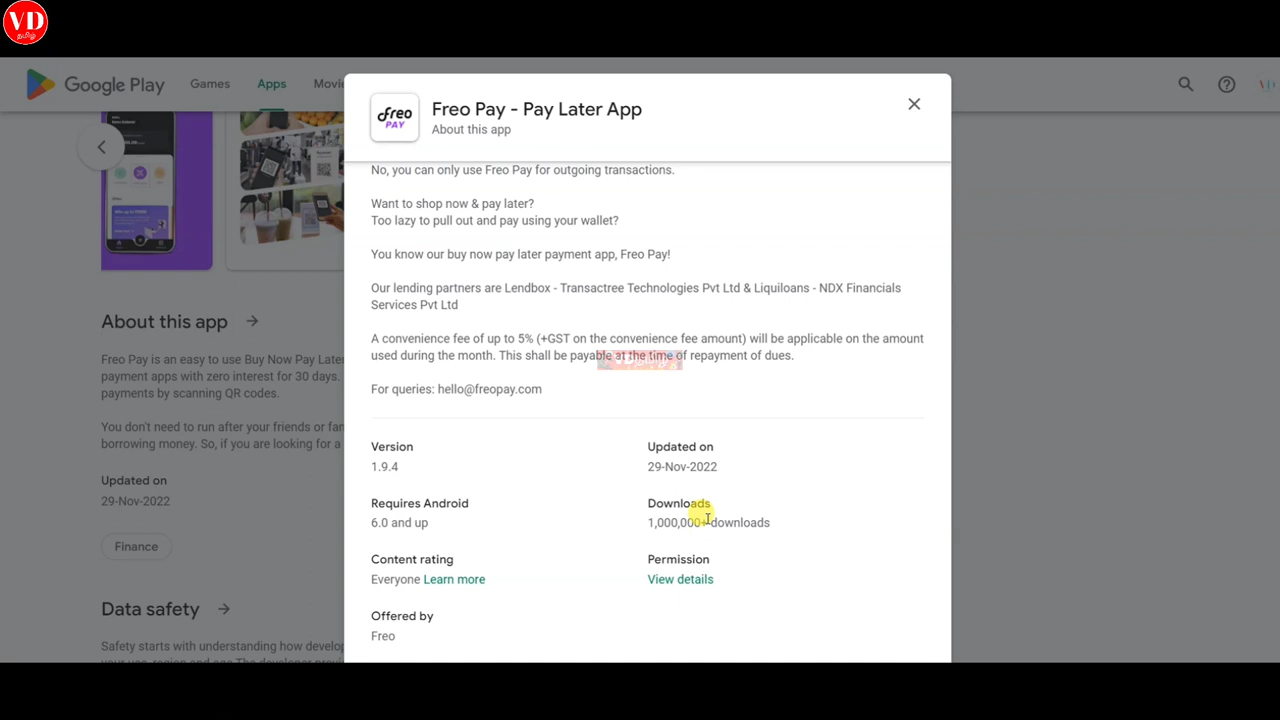 VD
தமிழ்
Google Play
Games
Apps
Movie
Freo Pay - Pay Later App
About this app
freo
PAY
No, you can only use Freo Pay for outgoing transactions.
Want to shop now & pay later?
Too lazy to pull out and pay using your wallet?
You know our buy now pay later payment app, Freo Pay!
Our lending partners are Lendbox - Transactree Technologies Pvt Ltd & Liquiloans - NDX Financials
Services Pvt Ltd
A convenience fee of up to 5% (+GST on the convenience fee amount) will be applicable on the amount
used during the month. This shall be payable at the time of repayment of dues.
For queries: hello@freopay.com
Version
1.9.4
Updated on
29-Nov-2022
Requires Android
6.0 and up
Downloads
1,000,000+ downloads
Content rating
Everyone Learn more
Permission
View details
Offered by
Freo
About this app
Freo Pay is an easy to use Buy Now Pay Later
payment apps with zero interest for 30 days.
payments by scanning QR codes.
You don't need to run after your friends or fam
borrowing money. So, if you are looking for a
Updated on
29-Nov-2022
Finance
Data safety
Safety starts with understanding how develop